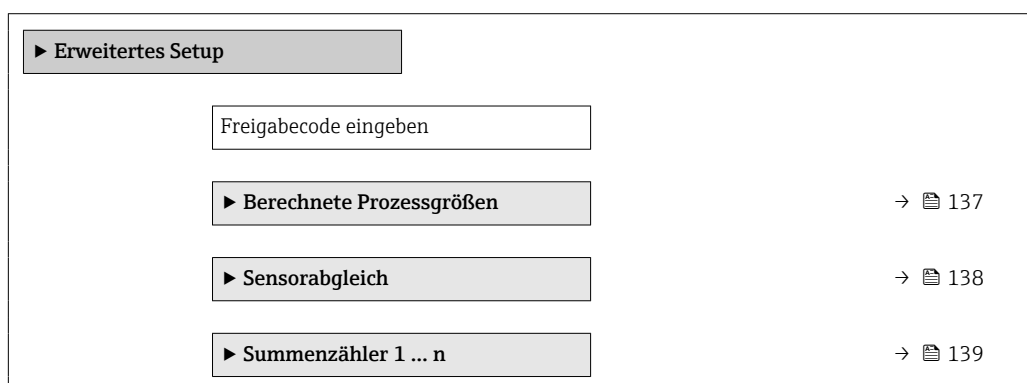 ▶ Erweitertes Setup
Freigabecode eingeben
▶ Berechnete Prozessgrößen → 137
▶ Sensorabgleich → 138
▶ Summenzähler 1 … n → 139